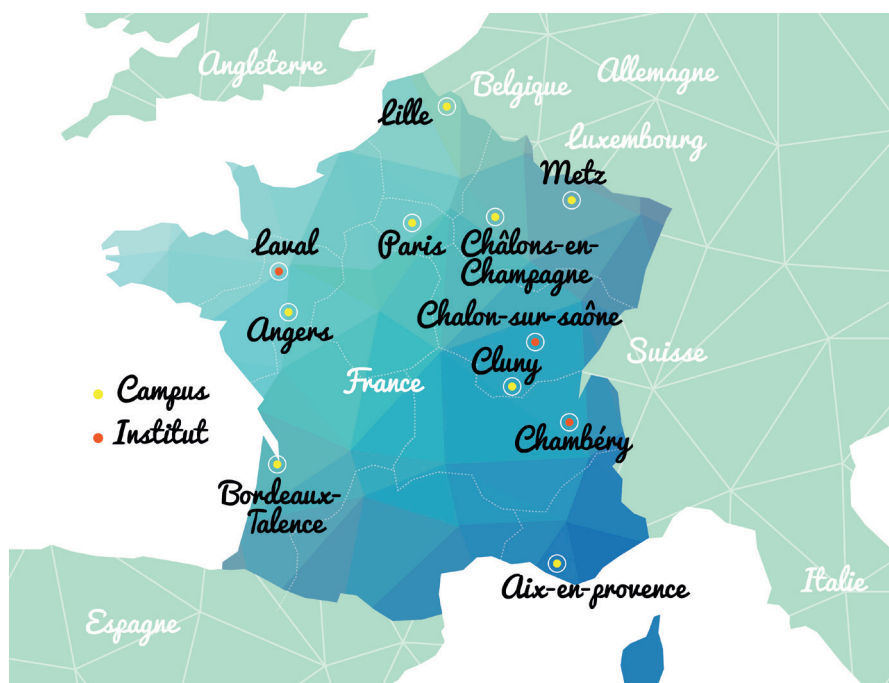 Angleterre
Belgique
Allemagne
Lille
Luxembourg
Metz
Laval
Paris
Châlons-en-
Champagne
Angers
Chalon-sur-saône
Cluny
Suisse
France
Campus
Institut
Chambéry
Bordeaux-
Talence
Aix-en-provence
Italie
Espagne